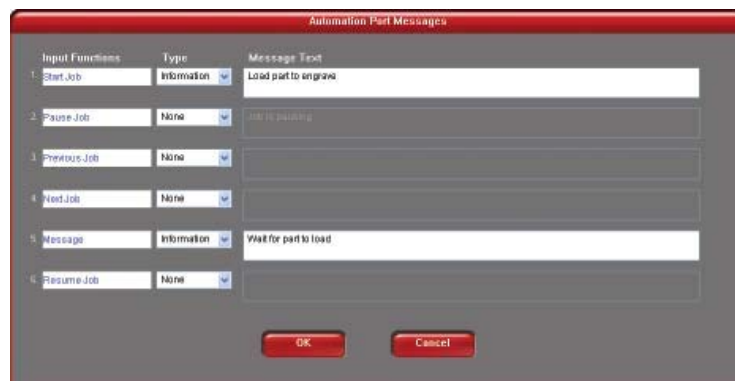 Automation Port Messages
Input Functions Type Message Text
1. Start Job Information Load part to engrave
2. Pause Job None Job is pausing
3. Previous Job None
4. Next Job None
5. Message Information Wait for part to load
6. Resume Job None
OK Cancel